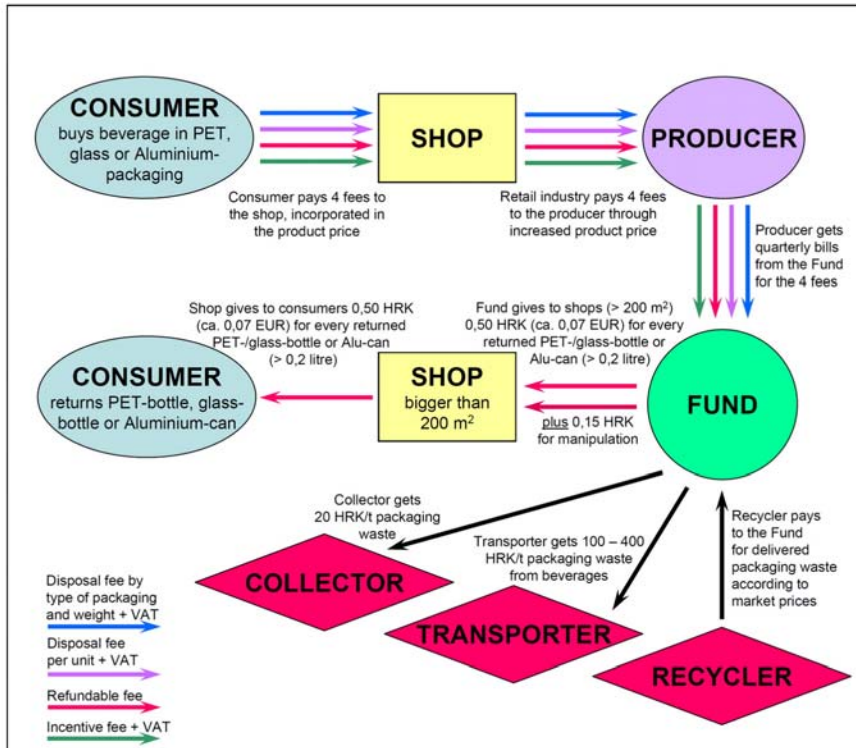 CONSUMER
buys beverage in PET,
glass or Aluminium-
packaging
SHOP
PRODUCER
Consumer pays 4 fees to
the shop, incorporated in
the product price
Retail industry pays 4 fees
to the producer through
increased product price
Producer gets
quarterly bills
from the Fund
for the 4 fees
Shop gives to consumers 0,50 HRK
(ca. 0,07 EUR) for every returned
PET-/glass-bottle or Alu-can
(> 0,2 litre)
Fund gives to shops (> 200 m²)
0,50 HRK (ca. 0,07 EUR) for every
returned PET-/glass-bottle or
Alu-can (> 0,2 litre)
CONSUMER
returns PET-bottle, glass-
bottle or Aluminium-can
SHOP
bigger than
200 m²
FUND
plus 0,15 HRK
for manipulation
Collector gets
20 HRK/t packaging
waste
COLLECTOR
Transporter gets 100 – 400
HRK/t packaging waste
from beverages
TRANSPORTER
Recycler pays
to the Fund
for delivered
packaging waste
according to
market prices
RECYCLER
Disposal fee by
type of packaging
and weight + VAT
Disposal fee
per unit + VAT
Refundable fee
Incentive fee + VAT